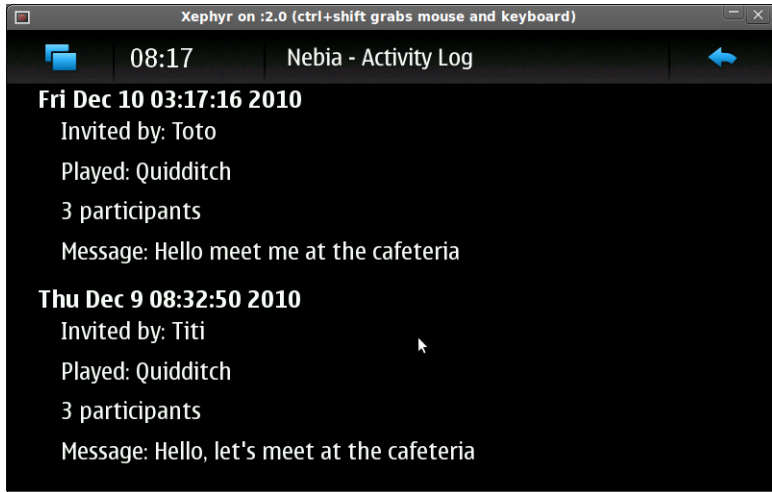 Xephyr on :2.0 (ctrl+shift grabs mouse and keyboard)
08:17 Nebia - Activity Log
Fri Dec 10 03:17:16 2010
Invited by: Toto
Played: Quidditch
3 participants
Message: Hello meet me at the cafeteria
Thu Dec 9 08:32:50 2010
Invited by: Titi
Played: Quidditch
3 participants
Message: Hello, let's meet at the cafeteria